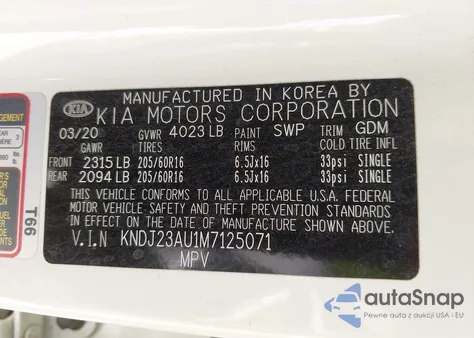 MANUFACTURED IN KOREA BY
KIA KIA MOTORS CORPORATION
03/20 GVWR 4023 LB PAINT SWP TRIM GDM
TIRES RIMS COLD TIRE INFL
FRONT 2315 LB 205/60R16 6.5Jx16 33psi SINGLE
REAR 2094 LB 205/60R16 6.5Jx16 33psi SINGLE
THIS VEHICLE CONFORMS TO ALL APPLICABLE U.S.A. FEDERAL
MOTOR VEHICLE SAFETY AND THEFT PREVENTION STANDARDS
IN EFFECT ON THE DATE OF MANUFACTURE SHOWN ABOVE.
V.I.N KNDJ23AU1M7125071
MPV
T66
autoSnap
Pewne auta z aukcji USA i EU